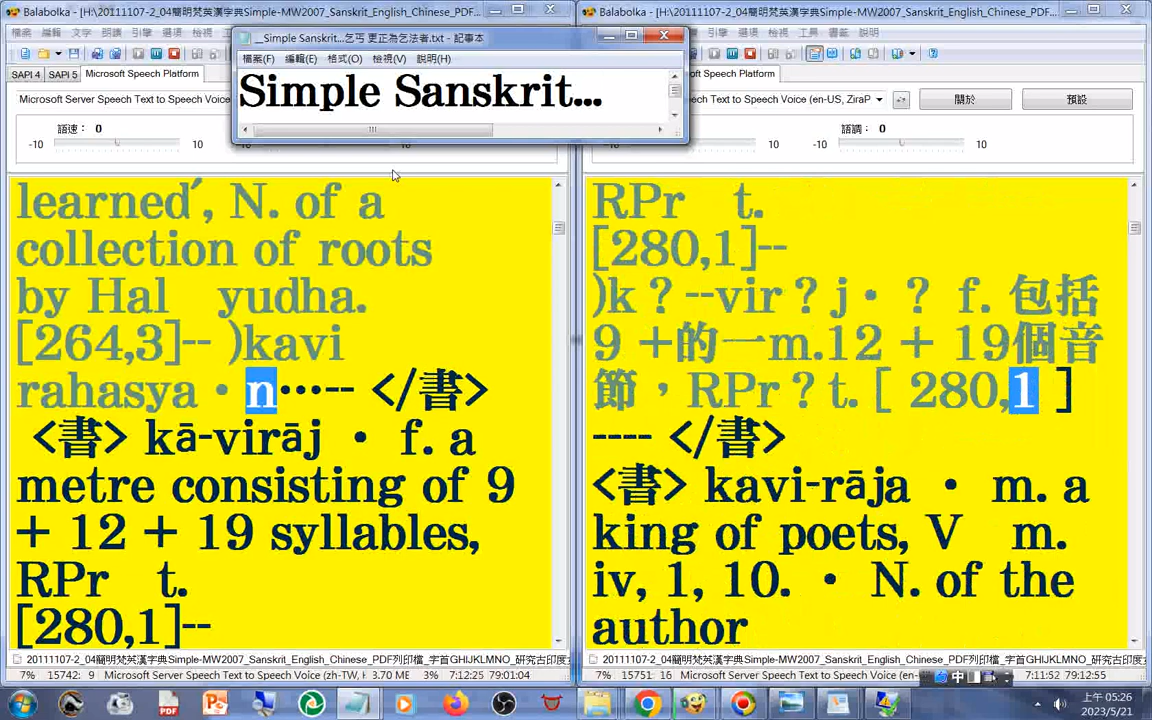 Balabolka - [H:\20111107-2_04簡明梵英漢字典Simple-MW2007_Sanskrit_English_Chinese_PDF...
Balabolka - [H:\20111107-2_04簡明梵英漢字典Simple-MW2007_Sanskrit_English_Chinese_PDF...
__Simple Sanskrit...乞丐 更正為乞法者.txt - 記事本
檔案(F) 編輯(E) 格式(O) 檢視(V) 說明(H)
Simple Sanskrit...
SAPI 4 SAPI 5 Microsoft Speech Platform
Microsoft Server Speech Text to Speech Voice
語速： 0
-10 10
t Speech Platform
t to Speech Voice (en-US, ZiraP
關於 預設
語調： 0
-10 10
learned′, N. of a
collection of roots
by Hal yudha.
[264,3]-- )kavi
rahasya • n…-- </書>
<書> kā-virāj • f. a
metre consisting of 9
+ 12 + 19 syllables,
RPr t.
[280,1]--
RPr t.
[280,1]--
)k？--vir？j• ？ f. 包括
9 +的一m.12 + 19個音
節，RPr？t. [ 280,1 ]
---- </書>
<書> kavi-rāja • m. a
king of poets, V m.
iv, 1, 10. • N. of the
author
20111107-2_04簡明梵英漢字典Simple-MW2007_Sanskrit_English_Chinese_PDF列印檔_字首GHIJKLMNO_研究古印度
20111107-2_04簡明梵英漢字典Simple-MW2007_Sanskrit_English_Chinese_PDF列印檔_字首GHIJKLMNO_研究古印度
7% 15742: 9 Microsoft Server Speech Text to Speech Voice (zh-TW, H 3.70 ME 3% 7:12:25 79:01:04
7% 15751: 16 Microsoft Server Speech Text to Speech Voice 7:11:52 79:12:55
中
上午 05:26
2023/5/21